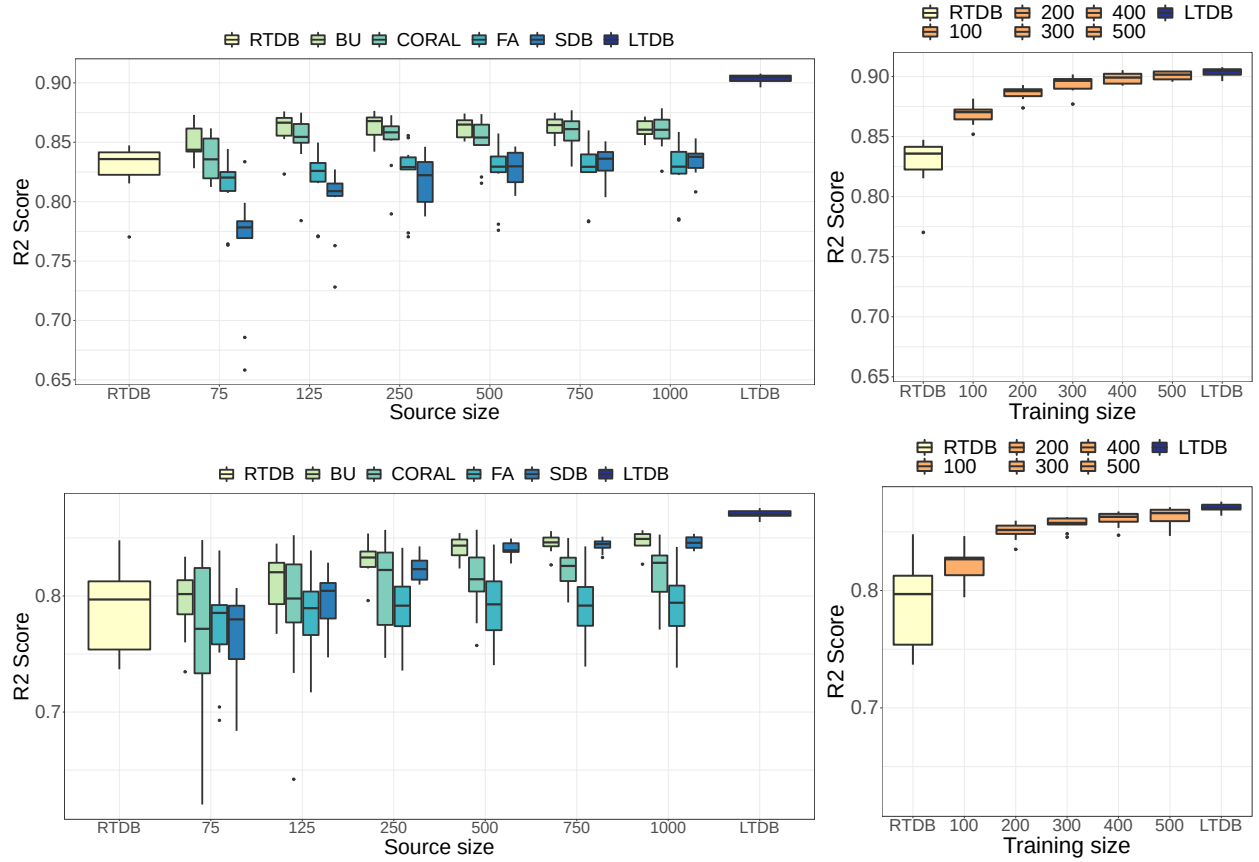 RTDB BU CORAL FA SDB LTDB
R2 Score
0.90
0.85
0.80
0.75
0.70
0.65
RTDB 75 125 250 500 750 1000 LTDB
Source size
RTDB 200 400 LTDB
100 300 500
R2 Score
0.90
0.85
0.80
0.75
0.70
0.65
RTDB 100 200 300 400 500 LTDB
Training size
RTDB BU CORAL FA SDB LTDB
R2 Score
0.8
0.7
RTDB 75 125 250 500 750 1000 LTDB
Source size
RTDB 200 400 LTDB
100 300 500
R2 Score
0.8
0.7
RTDB 100 200 300 400 500 LTDB
Training size